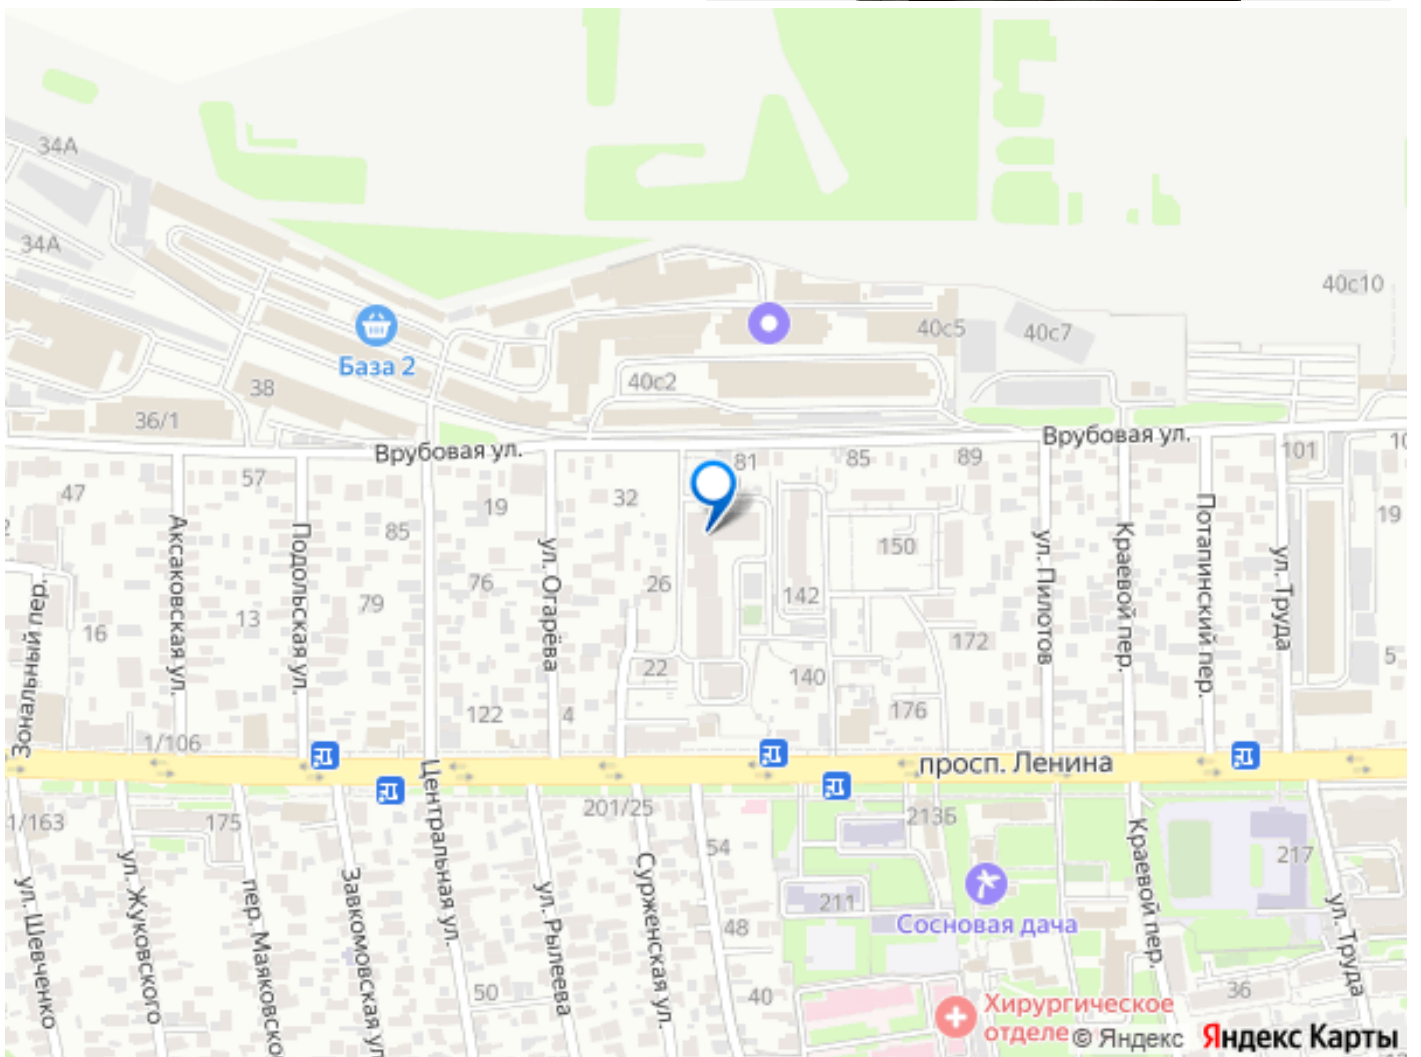 34А
34А
40с10
40с5
40с7
База 2
40с2
38
36/1
Врубовая ул.
Врубовая ул.
81
85
89
101
10
57
47
19
32
19
2
85
150
Аксаковская ул.
Подольская ул.
ул. Огарёва
ул. Пилотов
Краевой пер.
Потапинский пер.
ул. Труда
76
26
142
79
13
16
172
5
22
140
176
Земельный пер.
122
4
1/106
просп. Ленина
1/163
175
201/25
213б
Центральная ул.
54
217
ул. Шевченко
ул. Жуковского
пер. Маяковско
Завкомовская ул
ул. Рылеева
Сурженская ул.
211
Сосновая дача
Краевой пер.
ул. Труда
48
50
40
36
Хирургическое
отделе
© Яндекс Яндекс Карты